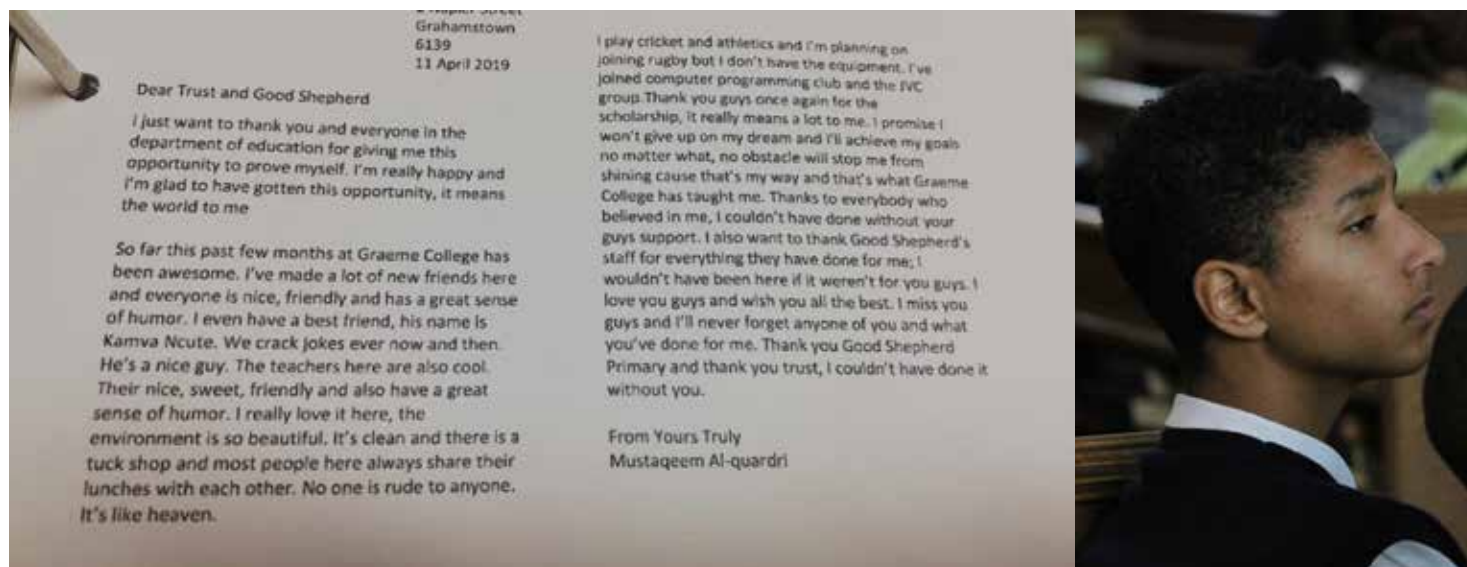 Grahamstown
6139
11 April 2019
Dear Trust and Good Shepherd
I just want to thank you and everyone in the
department of education for giving me this
opportunity to prove myself. I'm really happy and
I'm glad to have gotten this opportunity, it means
the world to me
So far this past few months at Graeme College has
been awesome. I've made a lot of new friends here
and everyone is nice, friendly and has a great sense
of humor. I even have a best friend, his name is
Kamva Ncute. We crack jokes ever now and then.
He's a nice guy. The teachers here are also cool.
Their nice, sweet, friendly and also have a great
sense of humor. I really love it here, the
environment is so beautiful. It's clean and there is a
tuck shop and most people here always share their
lunches with each other. No one is rude to anyone.
It's like heaven.
I play cricket and athletics and I'm planning on
joining rugby but I don't have the equipment. I've
joined computer programming club and the IVC
group.Thank you guys once again for the
scholarship, it really means a lot to me. I promise I
won't give up on my dream and I'll achieve my goals
no matter what, no obstacle will stop me from
shining cause that's my way and that's what Graeme
College has taught me. Thanks to everybody who
believed in me, I couldn't have done without your
guys support. I also want to thank Good Shepherd's
staff for everything they have done for me; I
wouldn't have been here if it weren't for you guys. I
love you guys and wish you all the best. I miss you
guys and I'll never forget anyone of you and what
you've done for me. Thank you Good Shepherd
Primary and thank you trust, I couldn't have done it
without you.
From Yours Truly
Mustaqeem Al-quardri